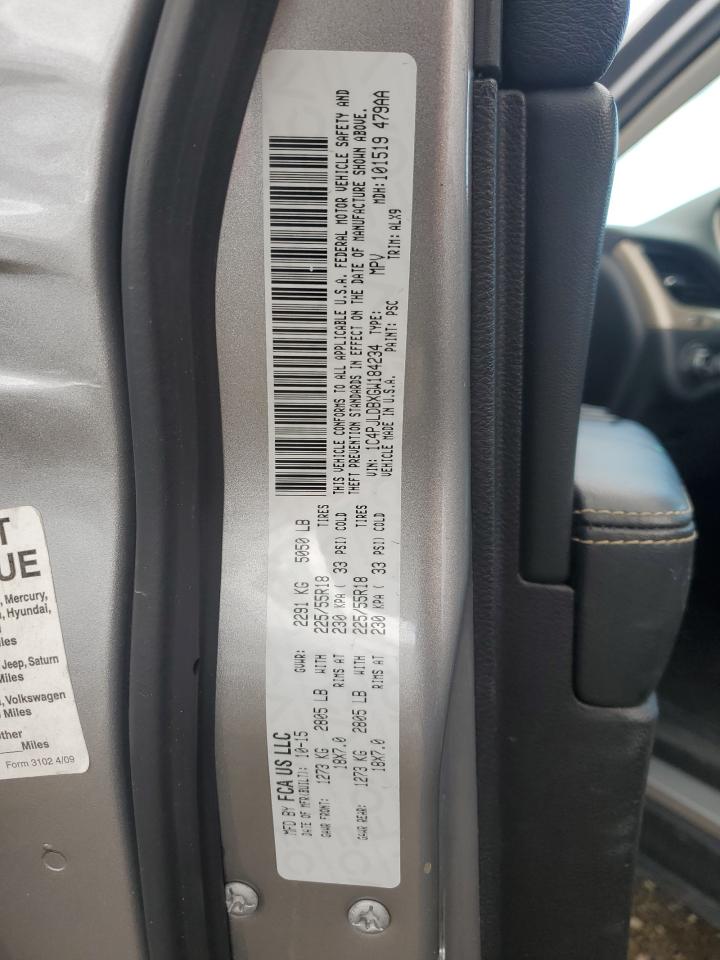 MFD BY FCA US LLC
DATE OF MFR(BUILT): 10-15 GVWR: 2291 KG 5050 LB
GAWR FRONT: 1273 KG 2805 LB WITH 225/55R18 TIRES
18X7.0 RIMS AT 230 KPA ( 33 PSI) COLD
GAWR REAR: 1273 KG 2805 LB WITH 225/55R18 TIRES
18X7.0 RIMS AT 230 KPA ( 33 PSI) COLD
THIS VEHICLE CONFORMS TO ALL APPLICABLE U.S.A. FEDERAL MOTOR VEHICLE SAFETY AND
THEFT PREVENTION STANDARDS IN EFFECT ON THE DATE OF MANUFACTURE SHOWN ABOVE.
VIN: 1C4PJLDBXGW184234 TYPE: MPV MDH: 101519 479AA
VEHICLE MADE IN U.S.A. PAINT: PSC TRIM: ALX9
T
UE
, Mercury,
, Hyundai,
les
Jeep, Saturn
Miles
, Volkswagen
Miles
ther
Miles
Form 3102 4/09